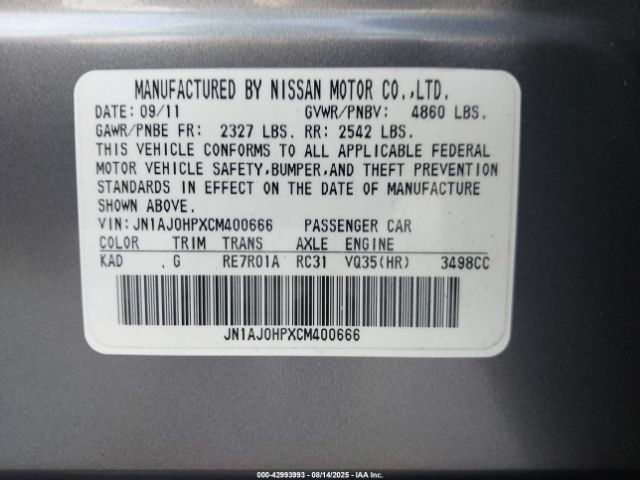 MANUFACTURED BY NISSAN MOTOR CO.,LTD.
DATE: 09/11 GVWR/PNBV: 4860 LBS.
GAWR/PNBE FR: 2327 LBS. RR: 2542 LBS.
THIS VEHICLE CONFORMS TO ALL APPLICABLE FEDERAL
MOTOR VEHICLE SAFETY,BUMPER,AND THEFT PREVENTION
STANDARDS IN EFFECT ON THE DATE OF MANUFACTURE
SHOWN ABOVE.
VIN: JN1AJ0HPXCM400666 PASSENGER CAR
COLOR TRIM TRANS AXLE ENGINE
KAD .G RE7R01A RC31 VQ35(HR) 3498CC
JN1AJ0HPXCM400666
000-42993993 - 08/14/2025 - IAA Inc.